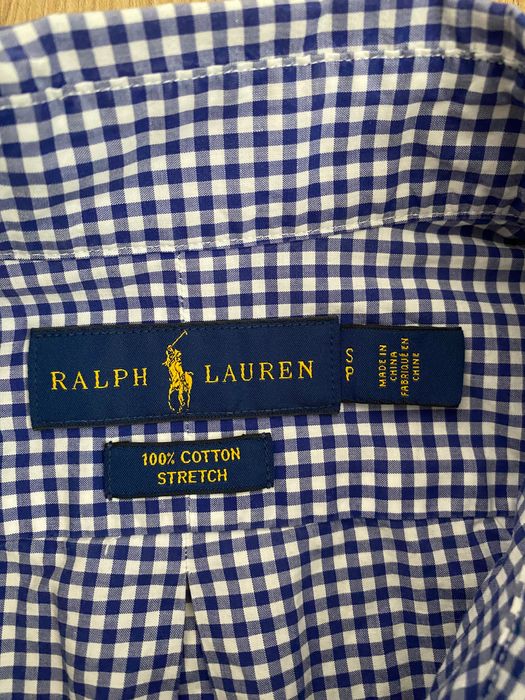 RALPH LAUREN
S
P
MADE IN
CHINA
FABRIQUÉ EN
CHINE
100% COTTON
STRETCH